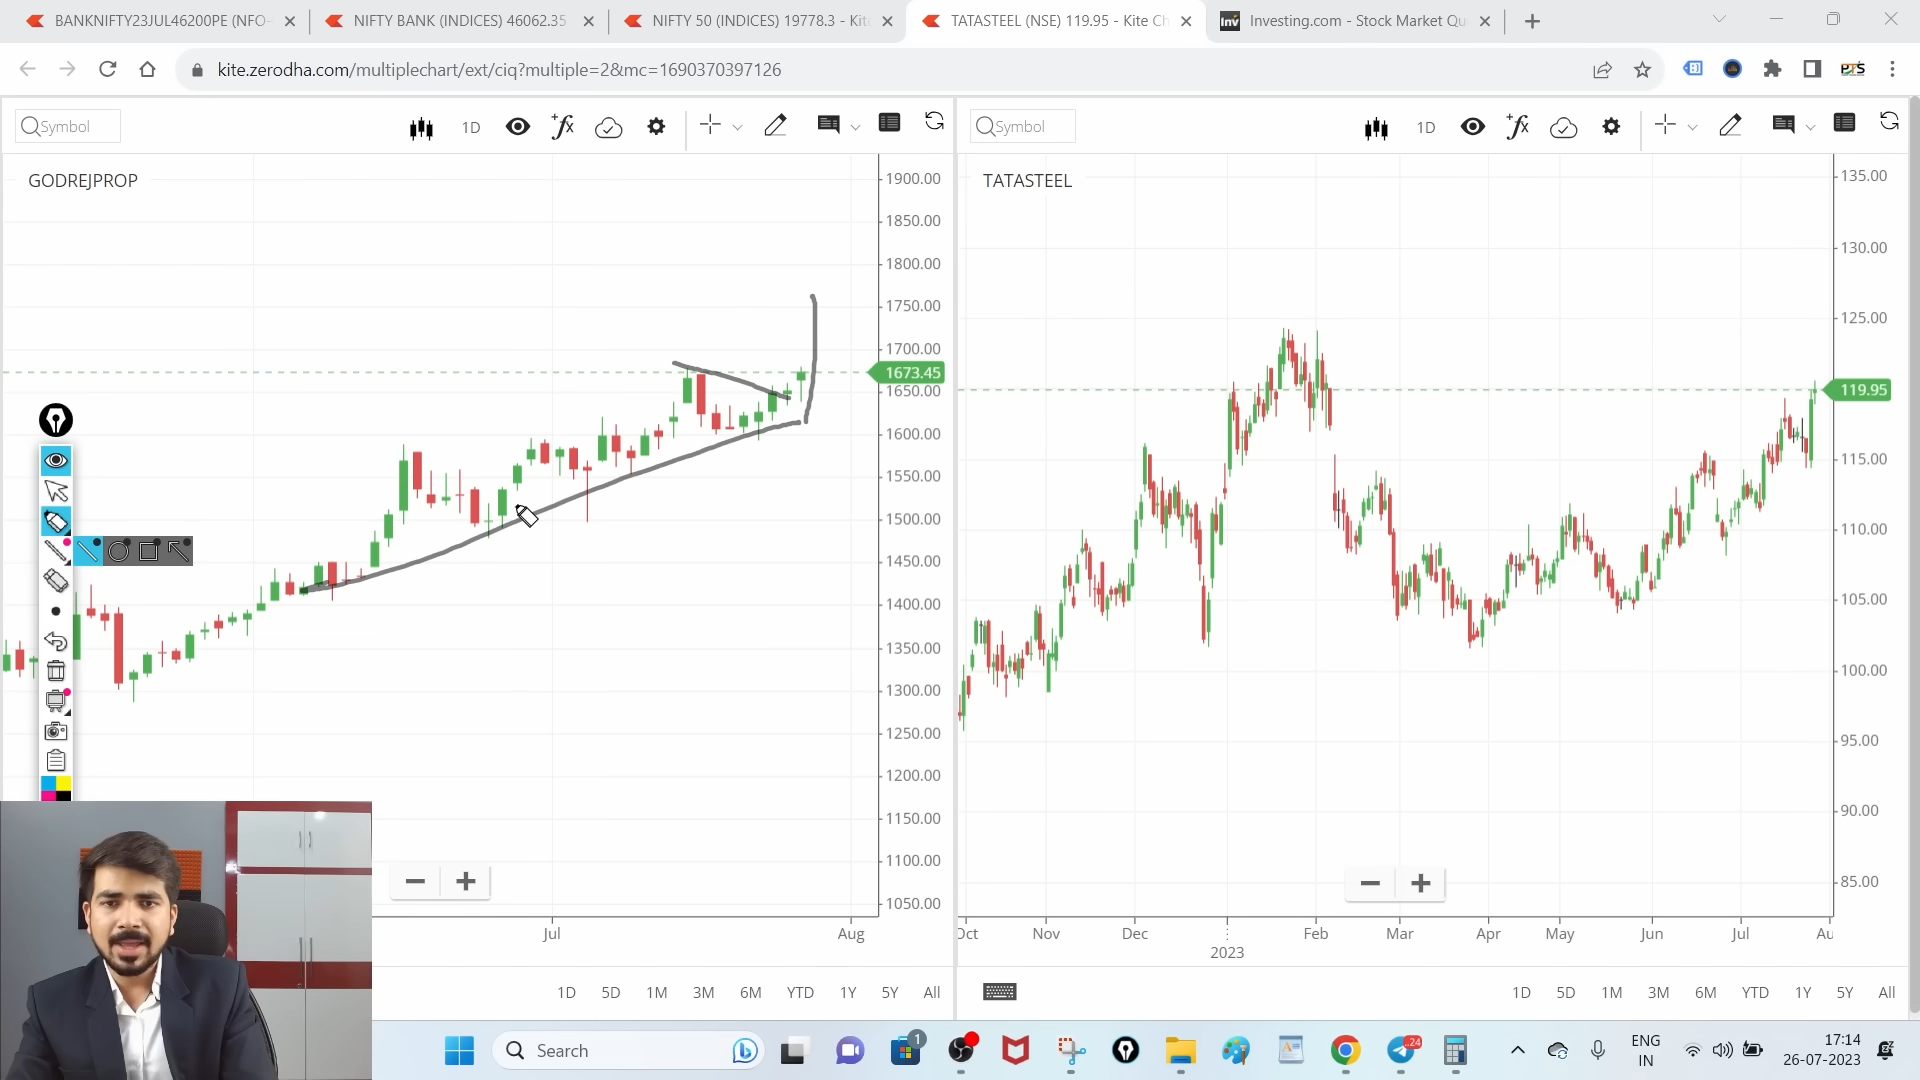 BANKNIFTY23JUL46200PE (NFO-
NIFTY BANK (INDICES) 46062.35
NIFTY 50 (INDICES) 19778.3 - Kite
TATASTEEL (NSE) 119.95 - Kite Ch
Inv Investing.com - Stock Market Qu
kite.zerodha.com/multiplechart/ext/ciq?multiple=2&mc=1690370397126
PTS
Symbol 1D
Symbol 1D
GODREJPROP
1900.00
1850.00
1800.00
1750.00
1700.00
1673.45
1650.00
1600.00
1550.00
1500.00
1450.00
1400.00
1350.00
1300.00
1250.00
1200.00
1150.00
1100.00
1050.00
Jul Aug
1D 5D 1M 3M 6M YTD 1Y 5Y All
TATASTEEL
135.00
130.00
125.00
119.95
115.00
110.00
105.00
100.00
95.00
90.00
85.00
Oct Nov Dec Feb Mar Apr May Jun Jul Au
2023
1D 5D 1M 3M 6M YTD 1Y 5Y All
Search
1
24
ENG
IN
17:14
26-07-2023